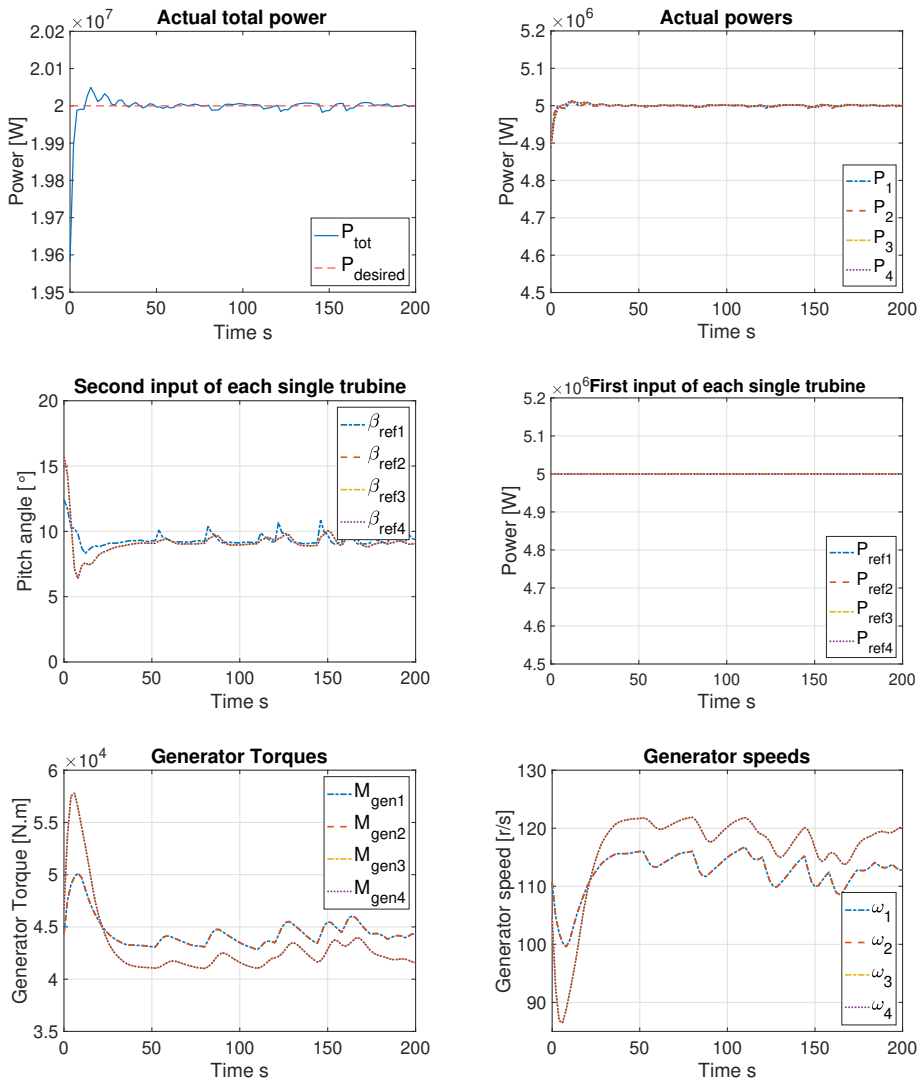 Actual total power
×10^7
2.02
2.01
2
1.99
1.98
1.97
1.96
1.95
Power [W]
P_tot
P_desired
0 50 100 150 200
Time s
Actual powers
×10^6
5.2
5.1
5
4.9
4.8
4.7
4.6
4.5
Power [W]
P_1
P_2
P_3
P_4
0 50 100 150 200
Time s
Second input of each single trubine
20
15
10
5
0
Pitch angle [°]
β_ref1
β_ref2
β_ref3
β_ref4
0 50 100 150 200
Time s
×10^6 First input of each single trubine
5.2
5.1
5
4.9
4.8
4.7
4.6
4.5
Power [W]
P_ref1
P_ref2
P_ref3
P_ref4
0 50 100 150 200
Time s
Generator Torques
×10^4
6
5.5
5
4.5
4
3.5
Generator Torque [N.m]
M_gen1
M_gen2
M_gen3
M_gen4
0 50 100 150 200
Time s
Generator speeds
130
120
110
100
90
Generator speed [r/s]
ω_1
ω_2
ω_3
ω_4
0 50 100 150 200
Time s